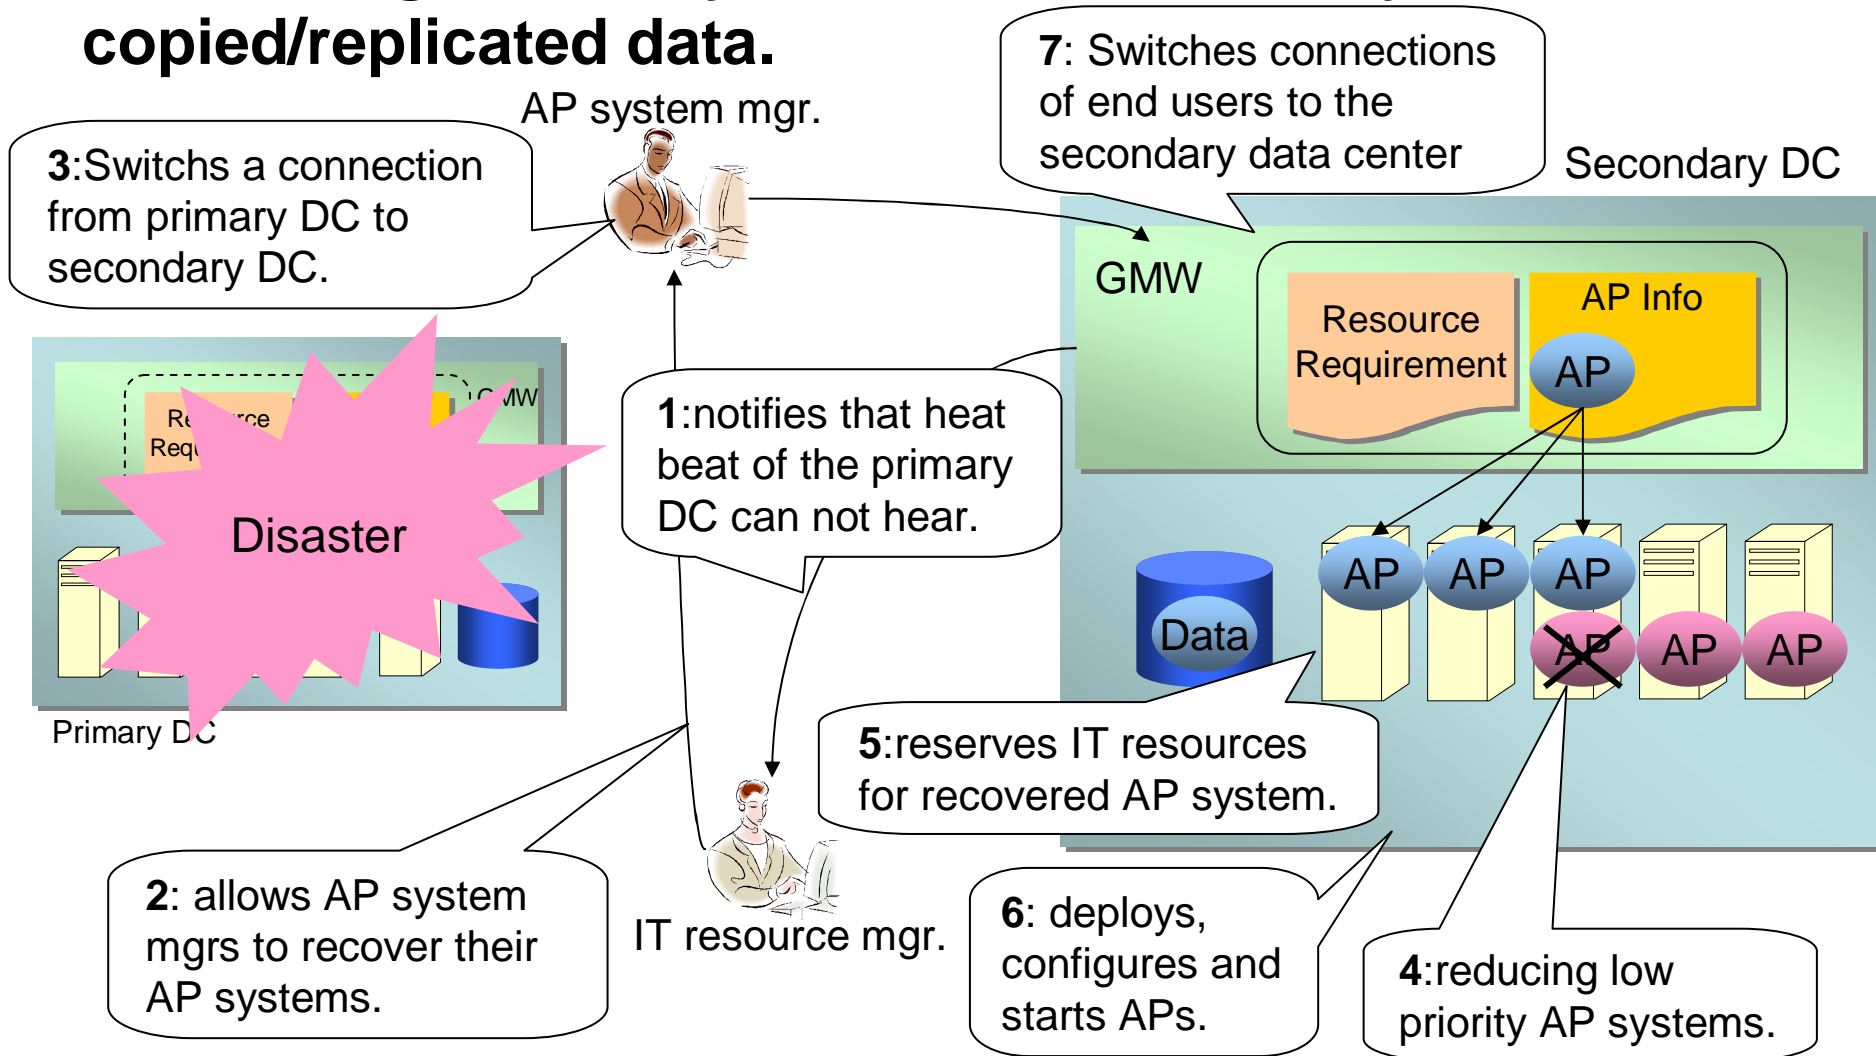 copied/replicated data.
AP system mgr.
7: Switches connections
of end users to the
secondary data center
3:Switchs a connection
from primary DC to
secondary DC.
Secondary DC
GMW
Resource
Requirement
AP Info
AP
1:notifies that heat
beat of the primary
DC can not hear.
Disaster
AP
AP
AP
Data
AP
AP
AP
Primary DC
5:reserves IT resources
for recovered AP system.
2: allows AP system
mgrs to recover their
AP systems.
IT resource mgr.
6: deploys,
configures and
starts APs.
4:reducing low
priority AP systems.